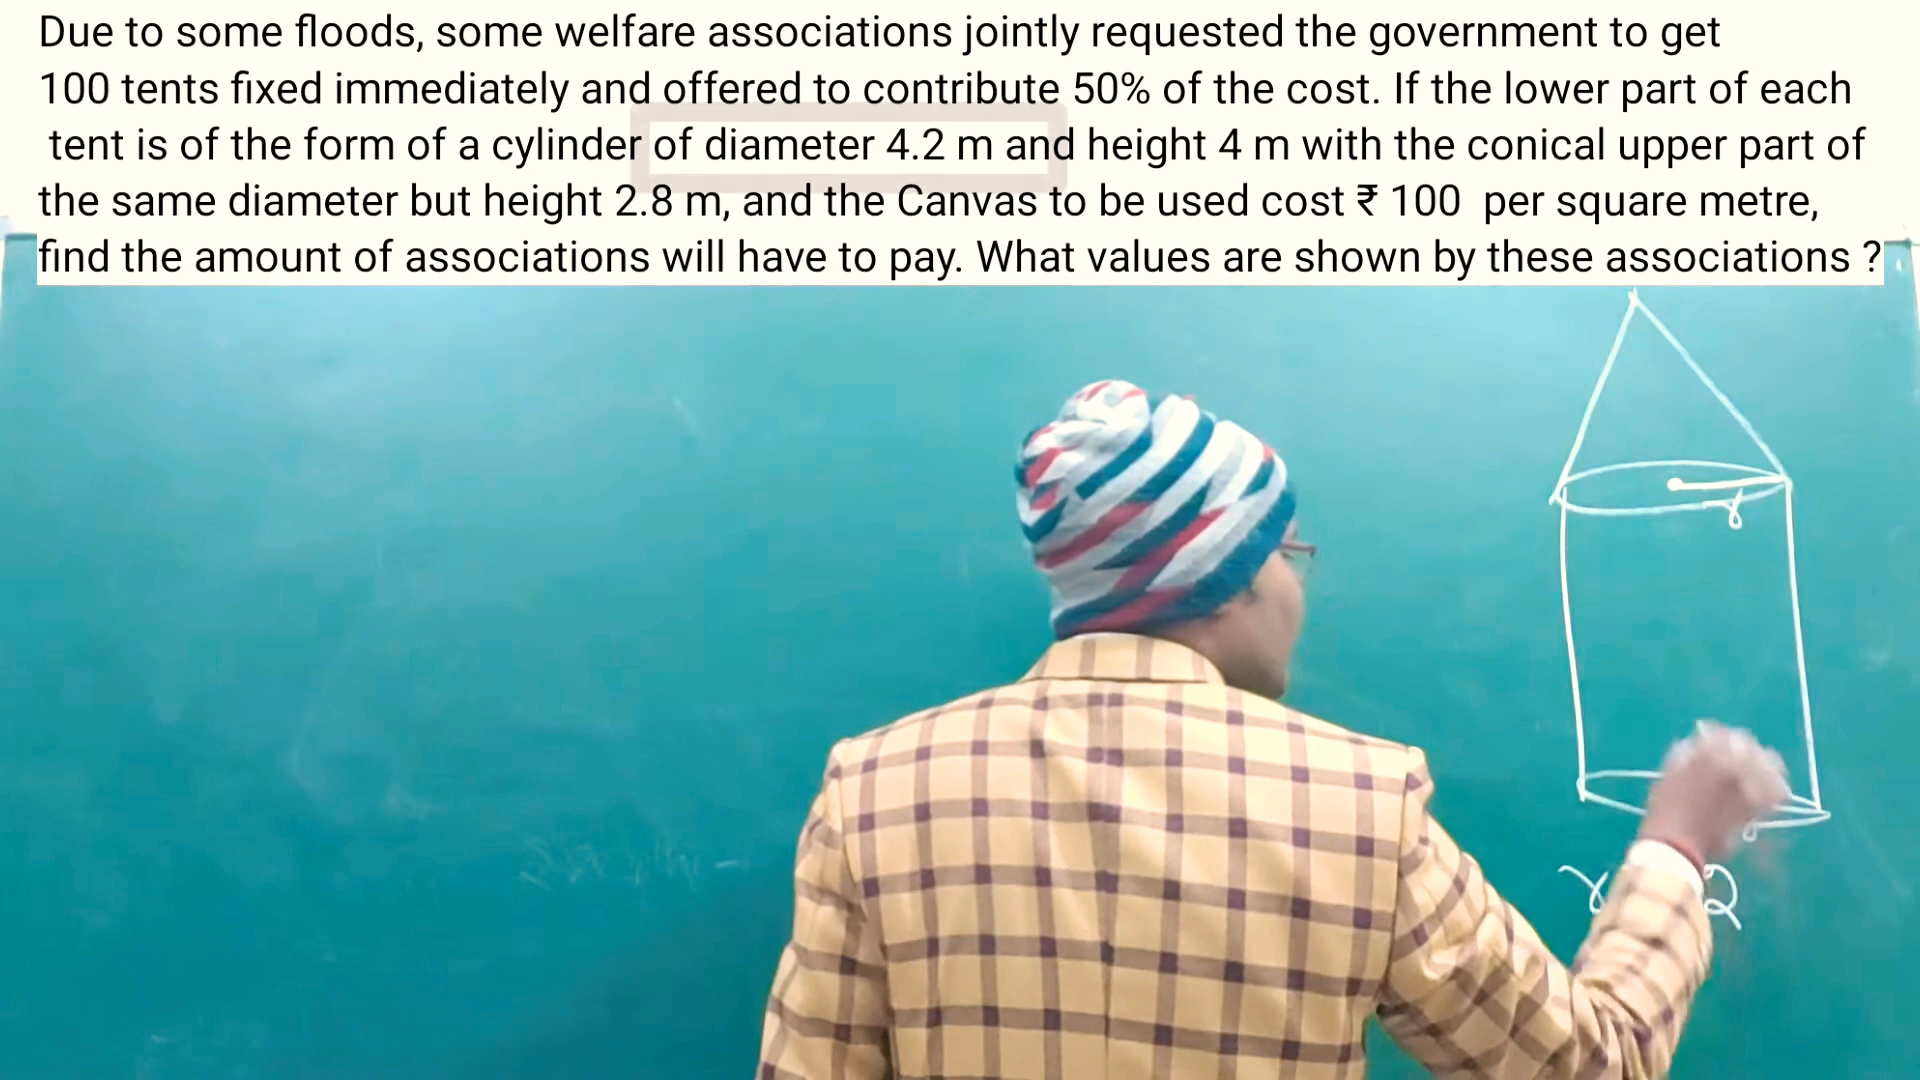 Due to some floods, some welfare associations jointly requested the government to get
100 tents fixed immediately and offered to contribute 50% of the cost. If the lower part of each
tent is of the form of a cylinder of diameter 4.2 m and height 4 m with the conical upper part of
the same diameter but height 2.8 m, and the Canvas to be used cost ₹ 100 per square metre,
find the amount of associations will have to pay. What values are shown by these associations ?
r
2